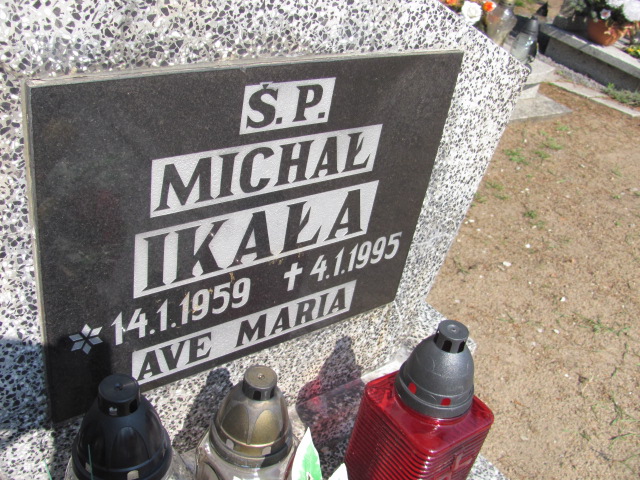 Ś.P.
MICHAŁ
IKAŁA
14.1.1959 4.1.1995
AVE MARIA